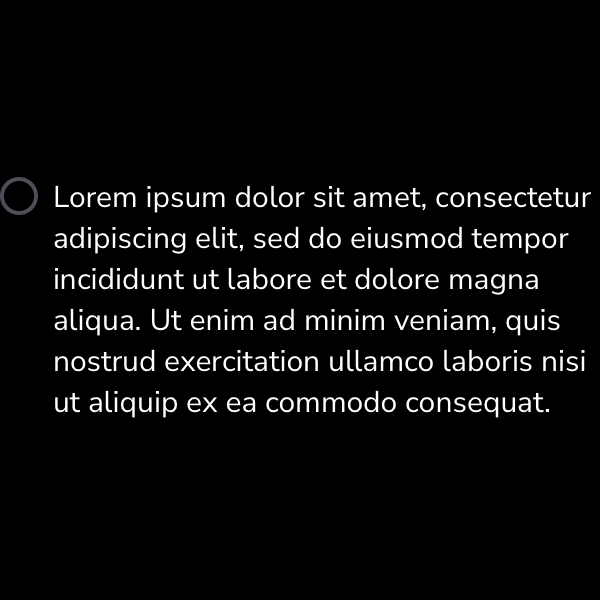 Lorem ipsum dolor sit amet, consectetur
adipiscing elit, sed do eiusmod tempor
incididunt ut labore et dolore magna
aliqua. Ut enim ad minim veniam, quis
nostrud exercitation ullamco laboris nisi
ut aliquip ex ea commodo consequat.